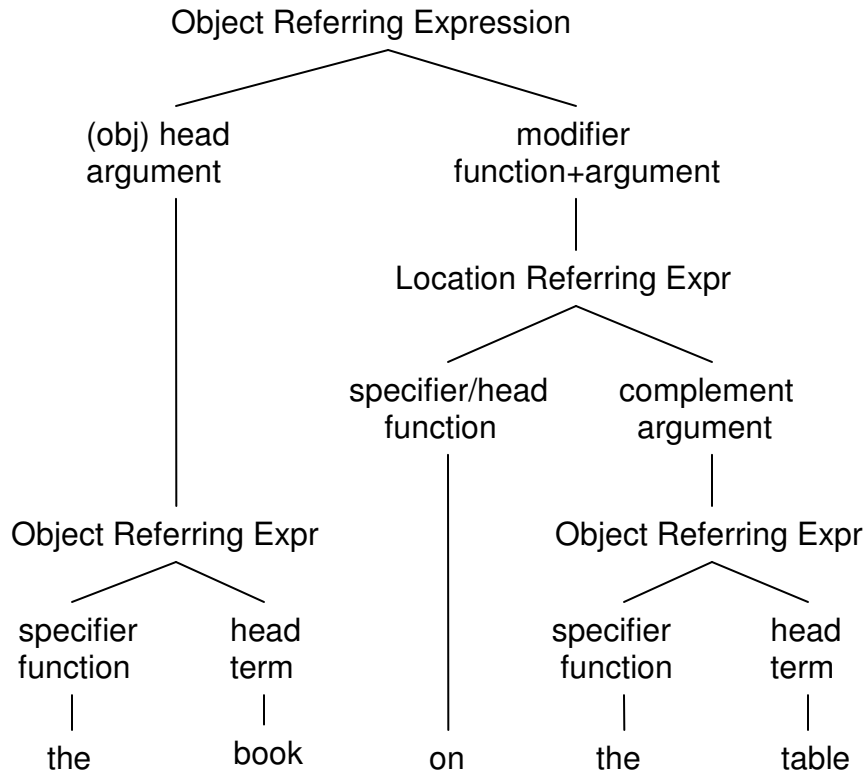 Object Referring Expression
(obj) head
argument
modifier
function+argument
Location Referring Expr
specifier/head
function
complement
argument
Object Referring Expr
Object Referring Expr
specifier
function
head
term
specifier
function
head
term
the
book
on
the
table